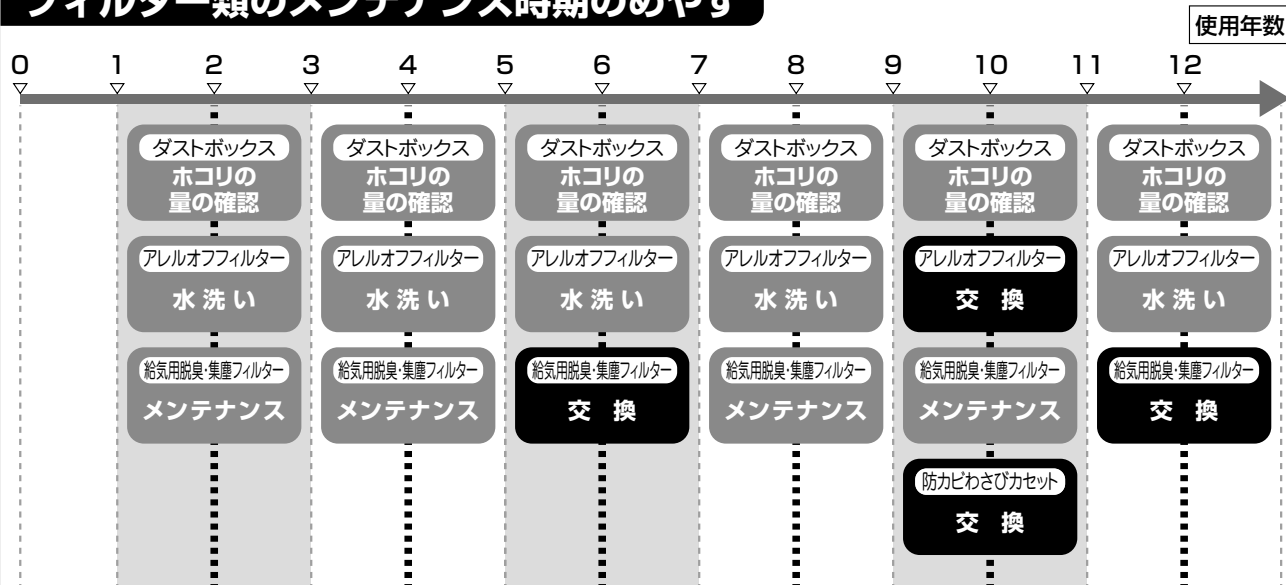 フィルター類のメンテナンス時期のめやす
使用年数
0 1 2 3 4 5 6 7 8 9 10 11 12
ダストボックス ダストボックス ダストボックス ダストボックス ダストボックス ダストボックス
ホコリの ホコリの ホコリの ホコリの ホコリの ホコリの
量の確認 量の確認 量の確認 量の確認 量の確認 量の確認
アレルオフフィルター アレルオフフィルター アレルオフフィルター アレルオフフィルター アレルオフフィルター アレルオフフィルター
水洗い 水洗い 水洗い 水洗い 交換 水洗い
給気用脱臭・集塵フィルター 給気用脱臭・集塵フィルター 給気用脱臭・集塵フィルター 給気用脱臭・集塵フィルター 給気用脱臭・集塵フィルター 給気用脱臭・集塵フィルター
メンテナンス メンテナンス 交換 メンテナンス メンテナンス 交換
防カビわさびカセット
交換